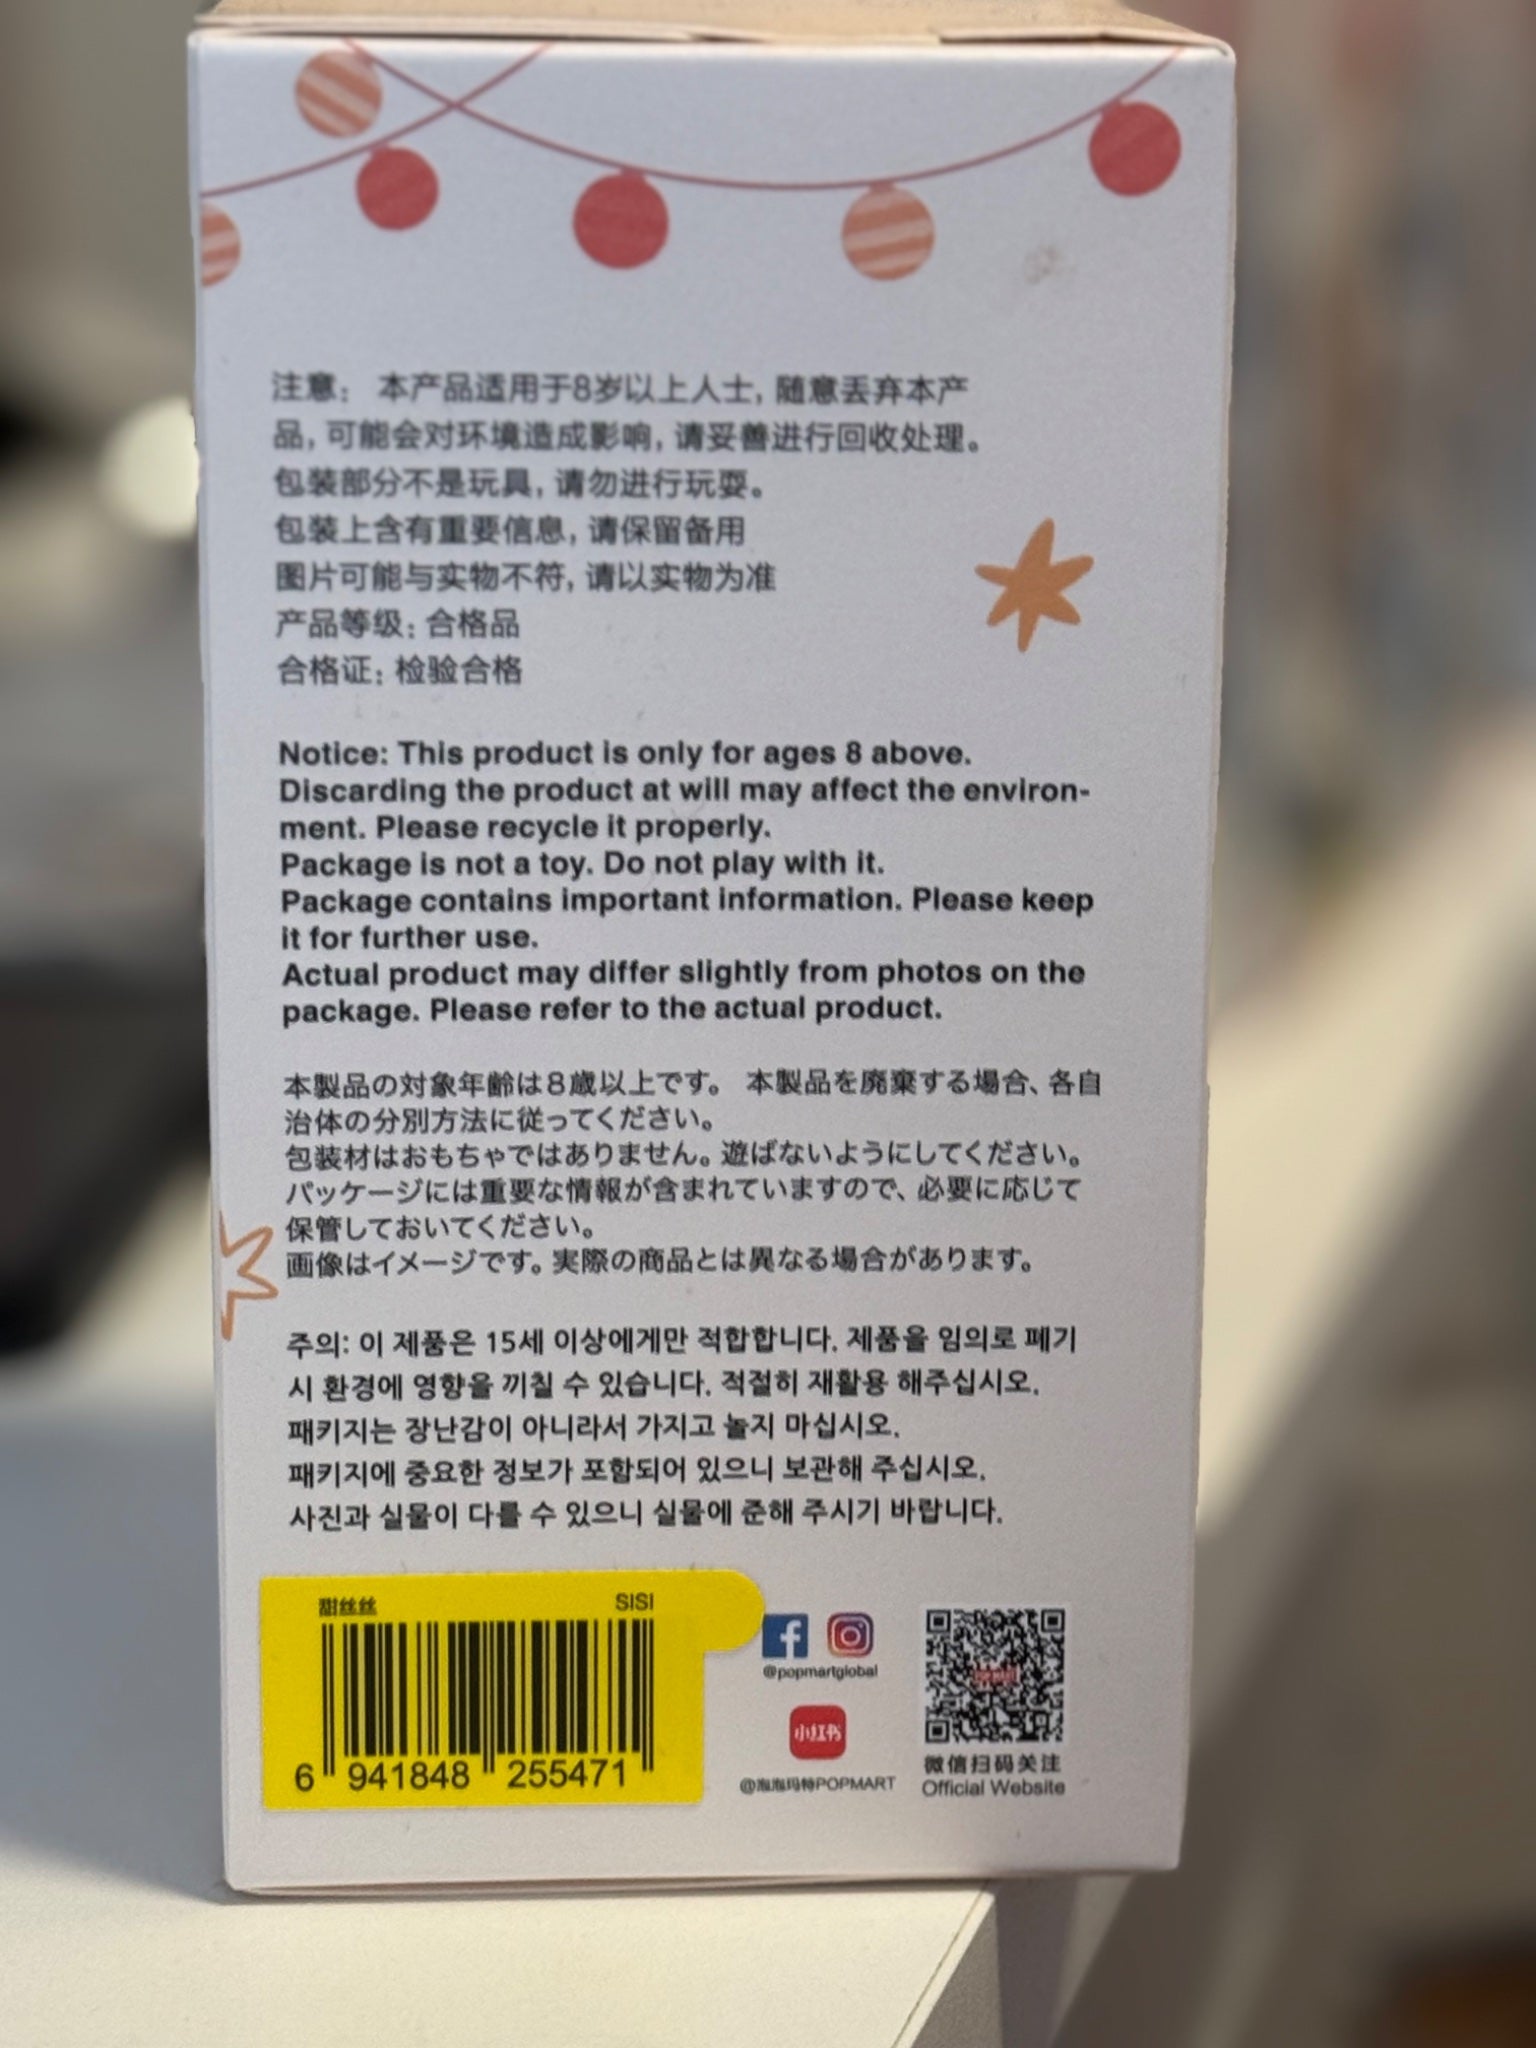 注意： 本产品适用于8岁以上人士，随意丢弃本产
品，可能会对环境造成影响，请妥善进行回收处理。
包装部分不是玩具，请勿进行玩耍。
包装上含有重要信息，请保留备用
图片可能与实物不符，请以实物为准
产品等级：合格品
合格证：检验合格
Notice: This product is only for ages 8 above.
Discarding the product at will may affect the environ-
ment. Please recycle it properly.
Package is not a toy. Do not play with it.
Package contains important information. Please keep
it for further use.
Actual product may differ slightly from photos on the
package. Please refer to the actual product.
本製品の対象年齢は8歳以上です。 本製品を廃棄する場合、各自
治体の分別方法に従ってください。
包装材はおもちゃではありません。遊ばないようにしてください。
パッケージには重要な情報が含まれていますので、必要に応じて
保管しておいてください。
画像はイメージです。実際の商品とは異なる場合があります。
주의: 이 제품은 15세 이상에게만 적합합니다. 제품을 임의로 폐기
시 환경에 영향을 끼칠 수 있습니다. 적절히 재활용 해주십시오.
패키지는 장난감이 아니라서 가지고 놀지 마십시오.
패키지에 중요한 정보가 포함되어 있으니 보관해 주십시오.
사진과 실물이 다를 수 있으니 실물에 준해 주시기 바랍니다.
甜丝丝 SISI
6 941848 255471
@popmartglobal
小红书
@泡泡玛特POPMART
POP MART
微信扫码关注
Official Website